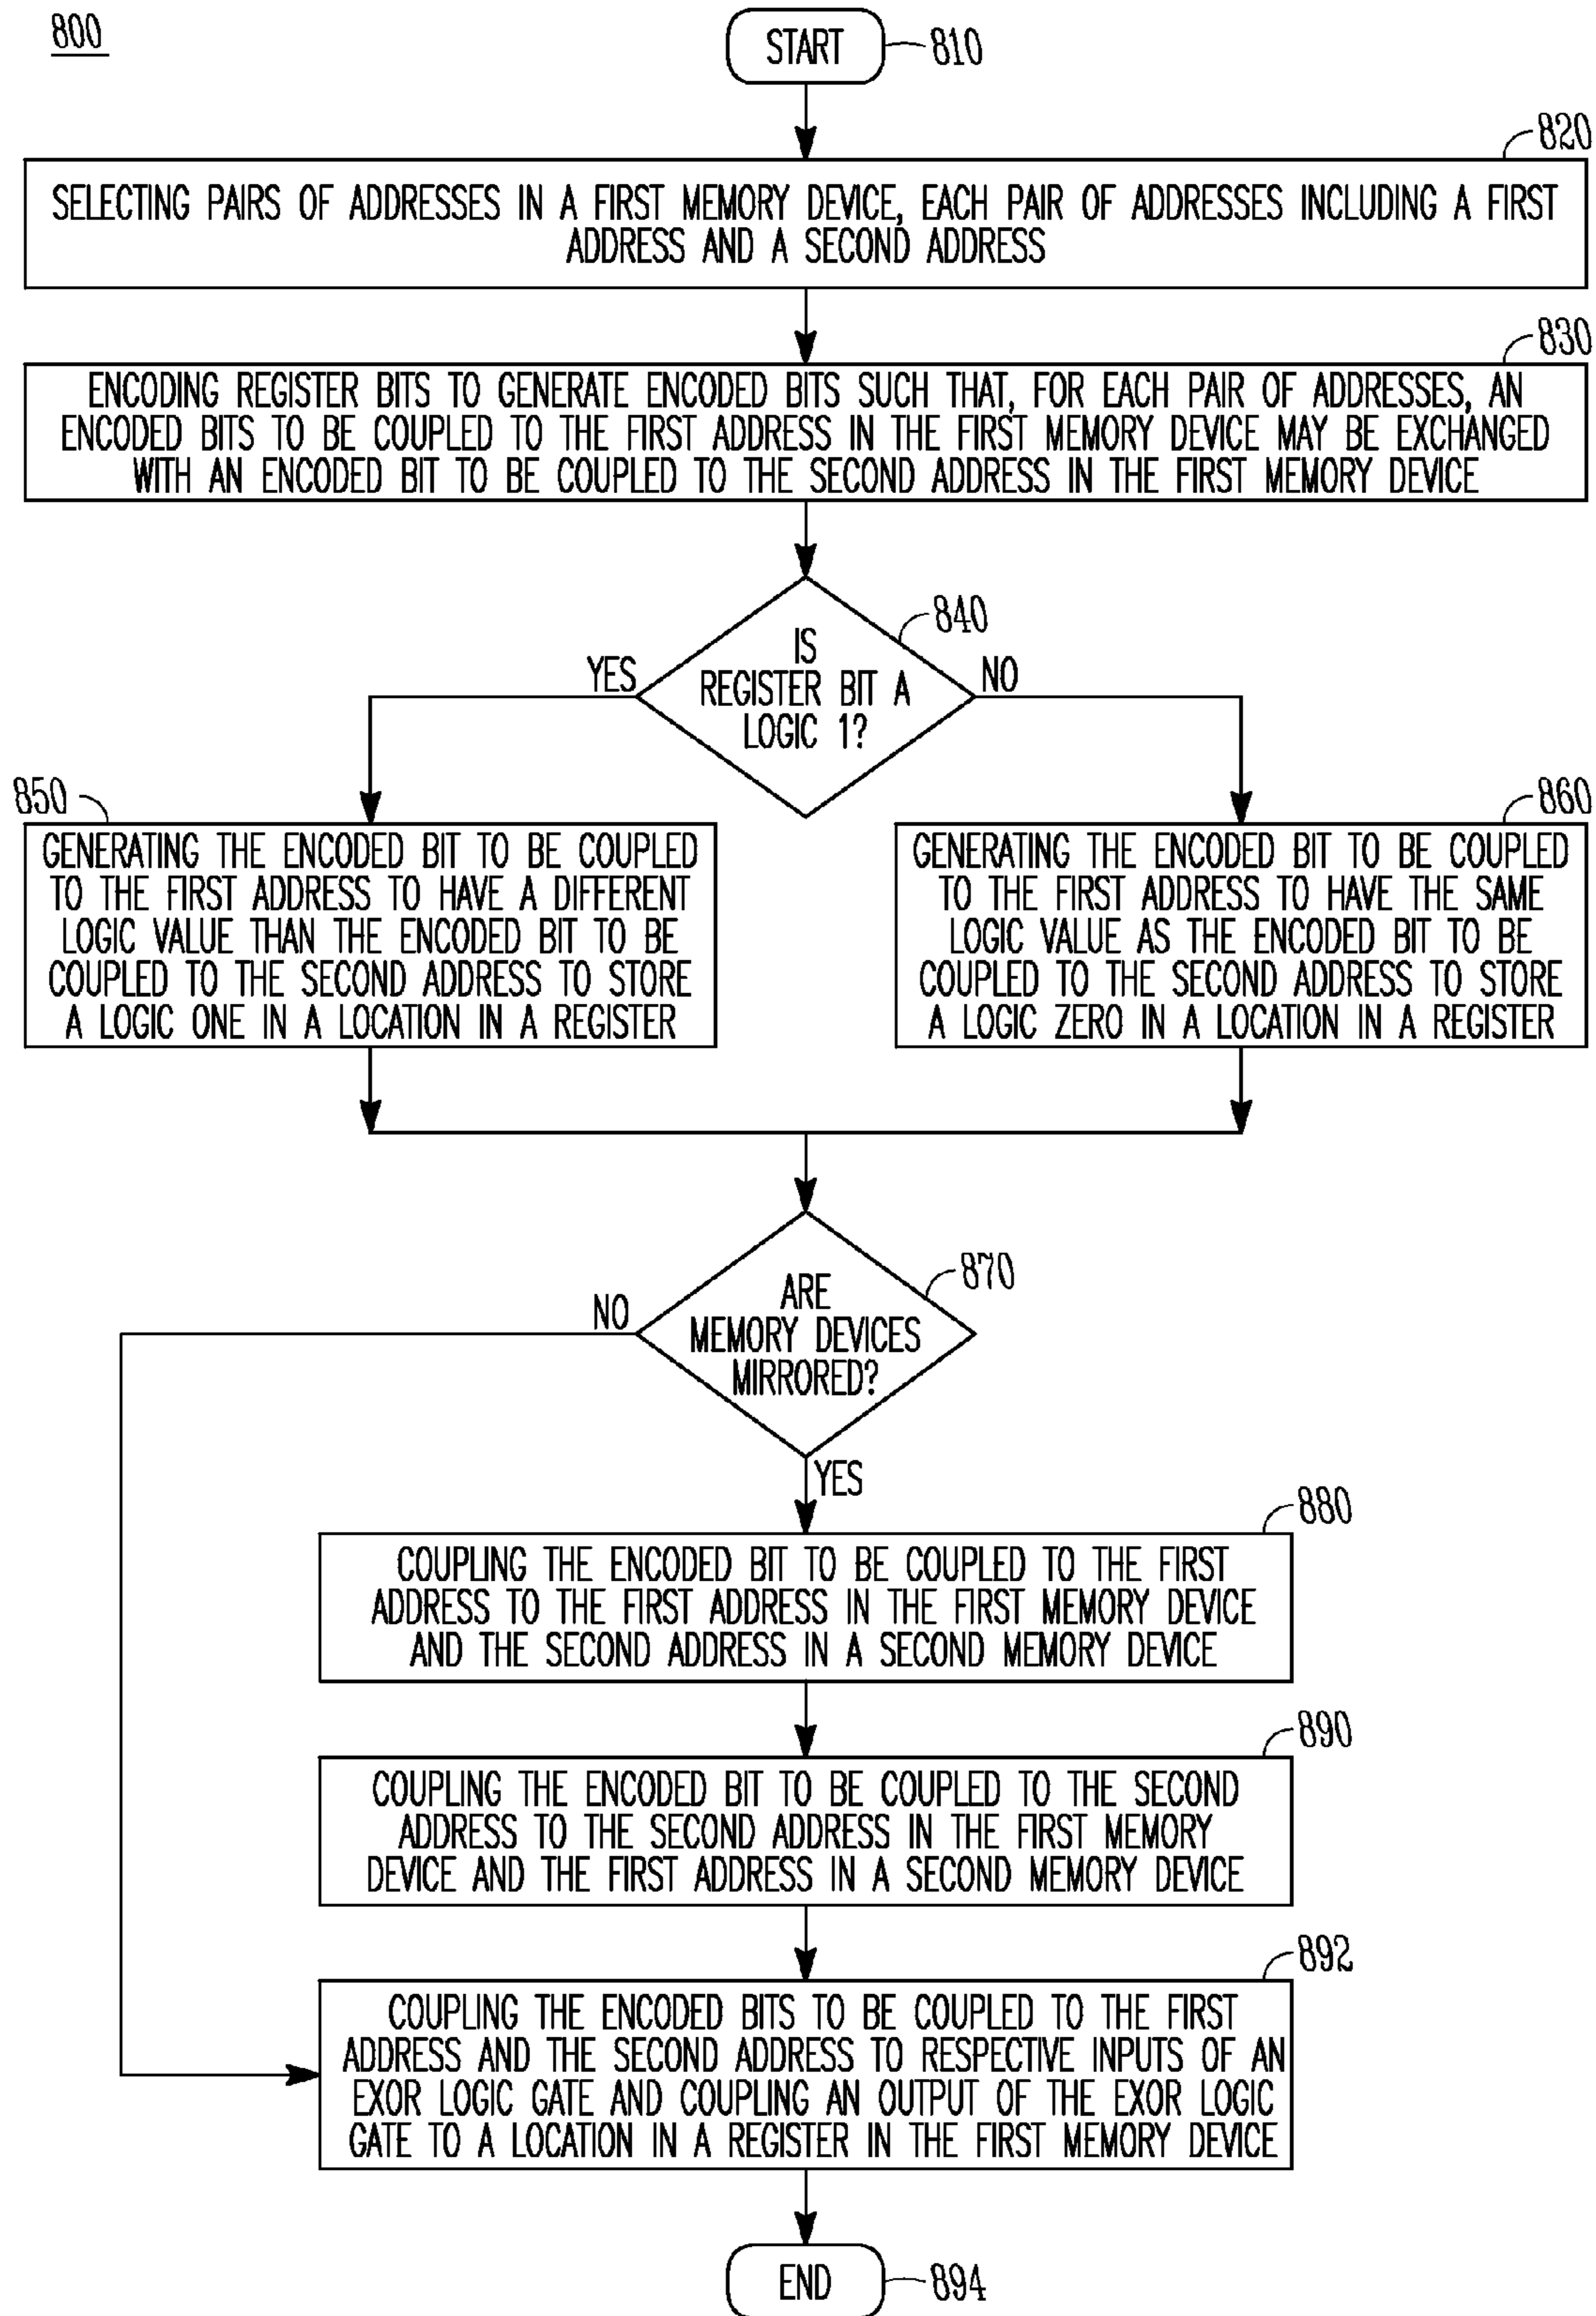 800
START
810
820
SELECTING PAIRS OF ADDRESSES IN A FIRST MEMORY DEVICE, EACH PAIR OF ADDRESSES INCLUDING A FIRST
ADDRESS AND A SECOND ADDRESS
830
ENCODING REGISTER BITS TO GENERATE ENCODED BITS SUCH THAT, FOR EACH PAIR OF ADDRESSES, AN
ENCODED BITS TO BE COUPLED TO THE FIRST ADDRESS IN THE FIRST MEMORY DEVICE MAY BE EXCHANGED
WITH AN ENCODED BIT TO BE COUPLED TO THE SECOND ADDRESS IN THE FIRST MEMORY DEVICE
840
IS
REGISTER BIT A
LOGIC 1?
YES
NO
850
GENERATING THE ENCODED BIT TO BE COUPLED
TO THE FIRST ADDRESS TO HAVE A DIFFERENT
LOGIC VALUE THAN THE ENCODED BIT TO BE
COUPLED TO THE SECOND ADDRESS TO STORE
A LOGIC ONE IN A LOCATION IN A REGISTER
860
GENERATING THE ENCODED BIT TO BE COUPLED
TO THE FIRST ADDRESS TO HAVE THE SAME
LOGIC VALUE AS THE ENCODED BIT TO BE
COUPLED TO THE SECOND ADDRESS TO STORE
A LOGIC ZERO IN A LOCATION IN A REGISTER
870
ARE
MEMORY DEVICES
MIRRORED?
NO
YES
880
COUPLING THE ENCODED BIT TO BE COUPLED TO THE FIRST
ADDRESS TO THE FIRST ADDRESS IN THE FIRST MEMORY DEVICE
AND THE SECOND ADDRESS IN A SECOND MEMORY DEVICE
890
COUPLING THE ENCODED BIT TO BE COUPLED TO THE SECOND
ADDRESS TO THE SECOND ADDRESS IN THE FIRST MEMORY
DEVICE AND THE FIRST ADDRESS IN A SECOND MEMORY DEVICE
892
COUPLING THE ENCODED BITS TO BE COUPLED TO THE FIRST
ADDRESS AND THE SECOND ADDRESS TO RESPECTIVE INPUTS OF AN
EXOR LOGIC GATE AND COUPLING AN OUTPUT OF THE EXOR LOGIC
GATE TO A LOCATION IN A REGISTER IN THE FIRST MEMORY DEVICE
END
894